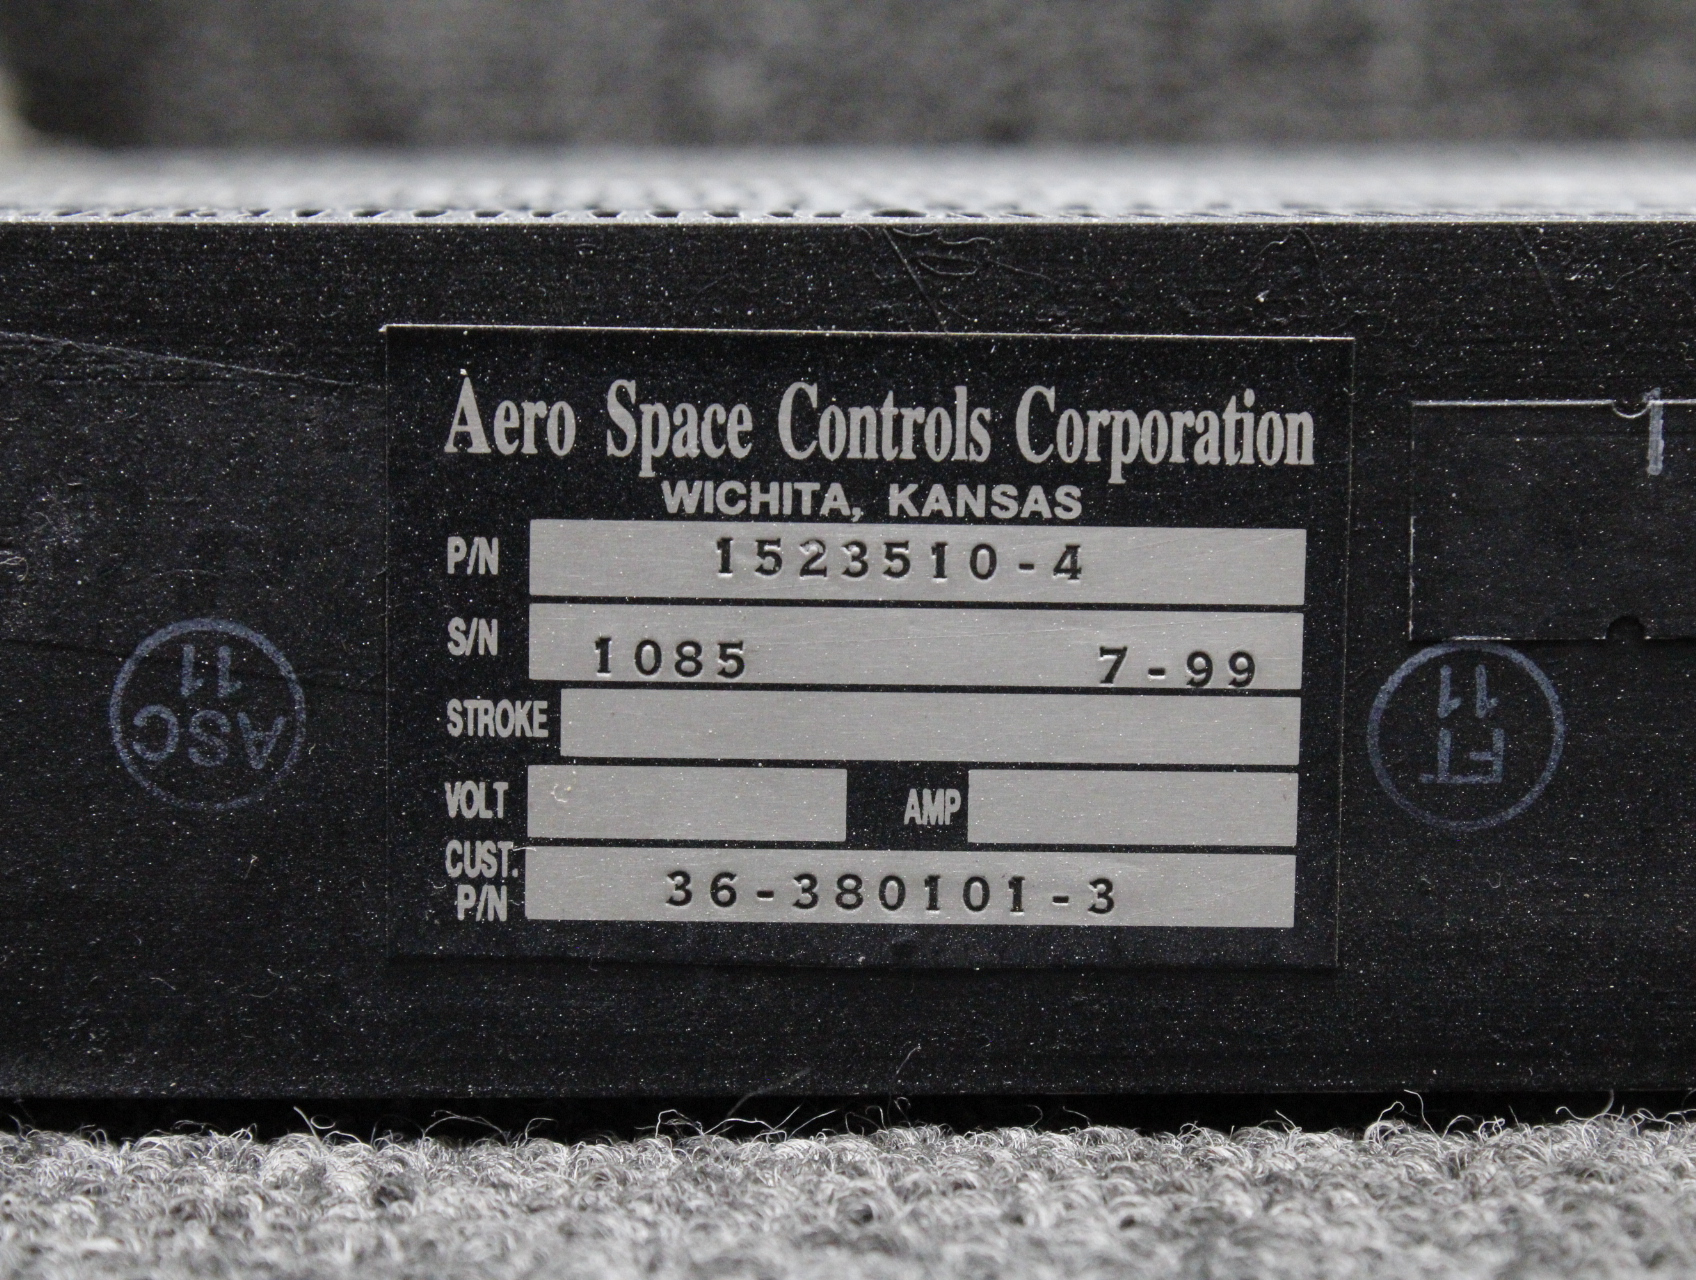 Aero Space Controls Corporation
WICHITA, KANSAS
P/N 1523510-4
S/N 1085 7-99
STROKE
VOLT AMP
CUST. P/N 36-380101-3
ASC
11
FT
11